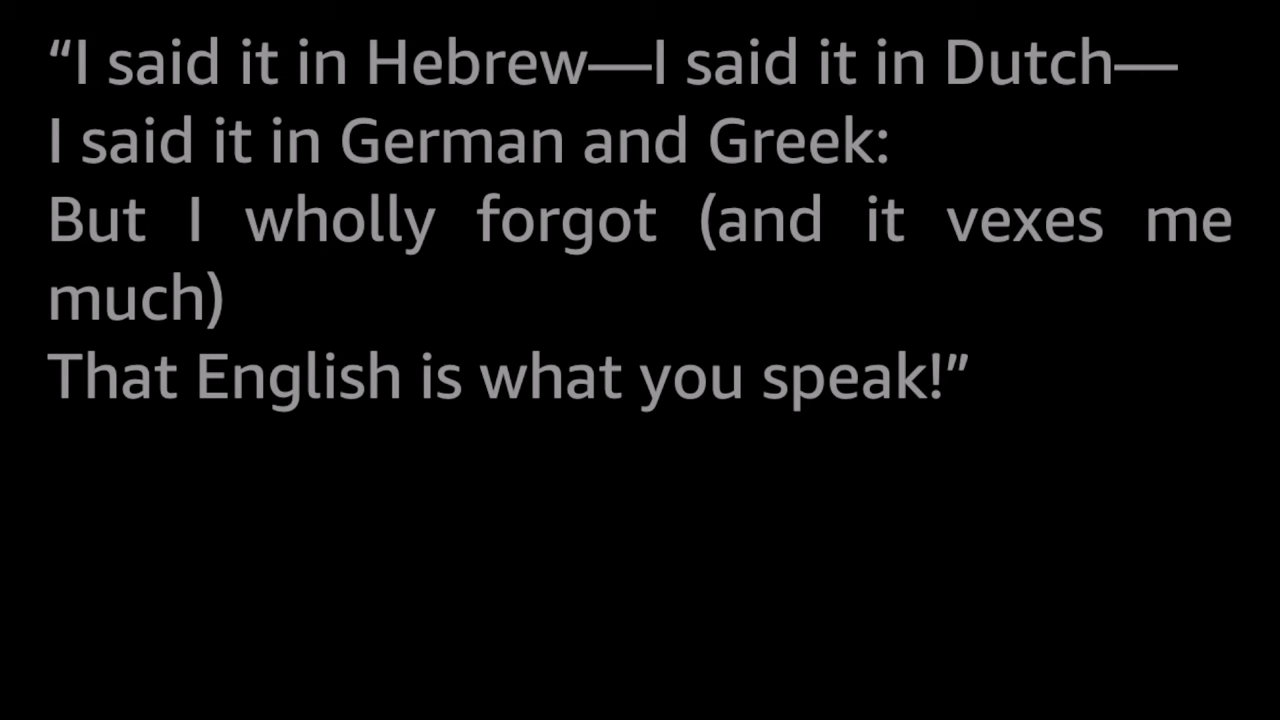 “I said it in Hebrew—I said it in Dutch—
I said it in German and Greek:
But I wholly forgot (and it vexes me
much)
That English is what you speak!”